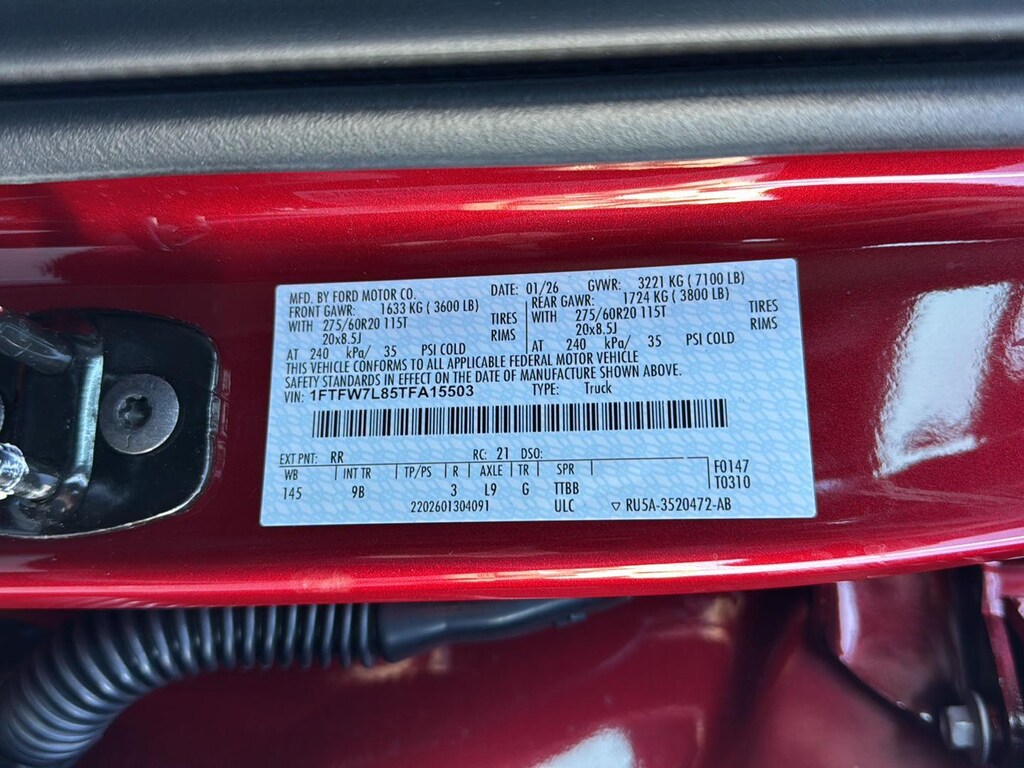 MFD. BY FORD MOTOR CO. DATE: 01/26 GVWR: 3221 KG ( 7100 LB)
FRONT GAWR: 1633 KG ( 3600 LB) REAR GAWR: 1724 KG ( 3800 LB)
WITH 275/60R20 115T TIRES WITH 275/60R20 115T TIRES
20x8.5J RIMS 20x8.5J RIMS
AT 240 kPa/ 35 PSI COLD AT 240 kPa/ 35 PSI COLD
THIS VEHICLE CONFORMS TO ALL APPLICABLE FEDERAL MOTOR VEHICLE
SAFETY STANDARDS IN EFFECT ON THE DATE OF MANUFACTURE SHOWN ABOVE.
VIN: 1FTFW7L85TFA15503 TYPE: Truck
EXT PNT: RR RC: 21 DSO:
WB INT TR TP/PS R AXLE TR SPR F0147
145 9B 3 L9 G TTBB T0310
2202601304091 ULC ▽ RU5A-3520472-AB